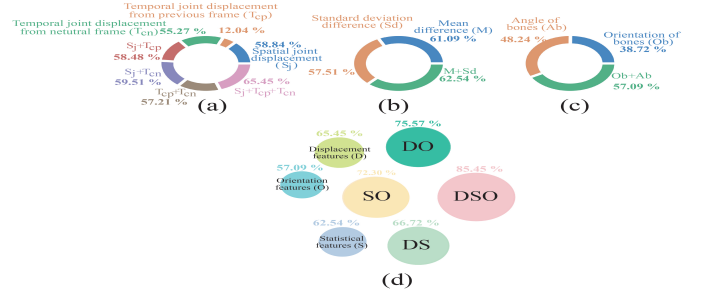 Temporal joint displacement
from previous frame (Tcp)
12.04 %
Temporal joint displacement
from netutral frame (Tcn)
55.27 %
Sj+Tcp
58.48 %
58.84 %
Spatial joint
displacement
(Sj)
Sj+Tcn
59.51 %
Tcp+Tcn
57.21 %
65.45 %
Sj+Tcp+Tcn
(a)
Standard deviation
difference (Sd)
Mean
difference (M)
61.09 %
57.51 %
M+Sd
62.54 %
(b)
Angle of
bones (Ab)
48.24 %
Orientation of
bones (Ob)
38.72 %
Ob+Ab
57.09 %
(c)
65.45 %
Displacement
features (D)
75.57 %
DO
57.09 %
Orientation
features (O)
72.30 %
SO
85.45 %
DSO
62.54 %
Statistical
features (S)
66.72 %
DS
(d)